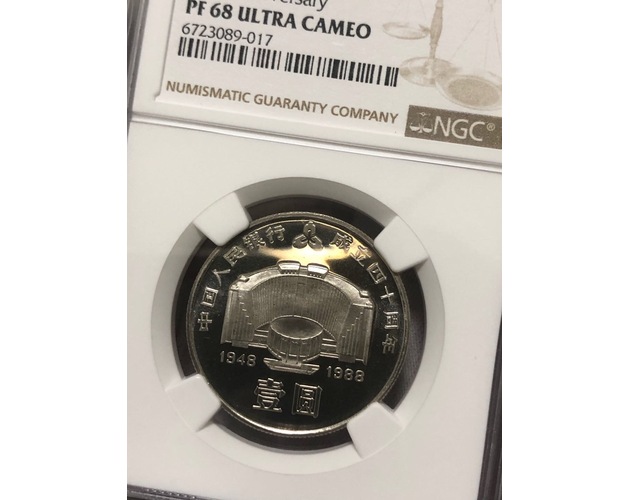 PF 68 ULTRA CAMEO
6723089-017
NUMISMATIC GUARANTY COMPANY
NGC®
中国人民银行 成立四十周年
1948 1988
壹圆